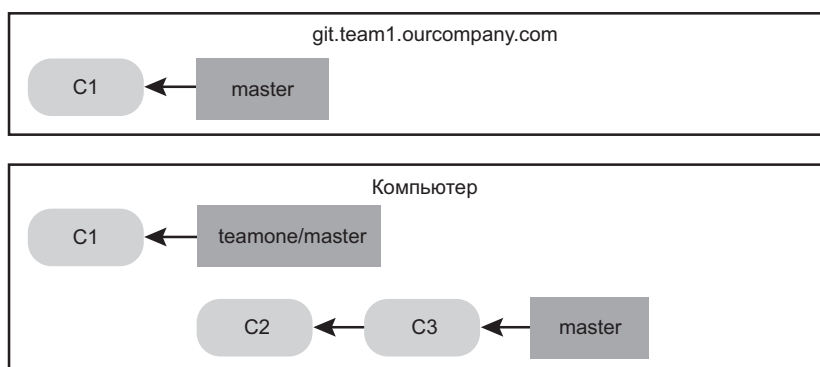 git.team1.ourcompany.com
C1 master
Компьютер
C1 teamone/master
C2 C3 master